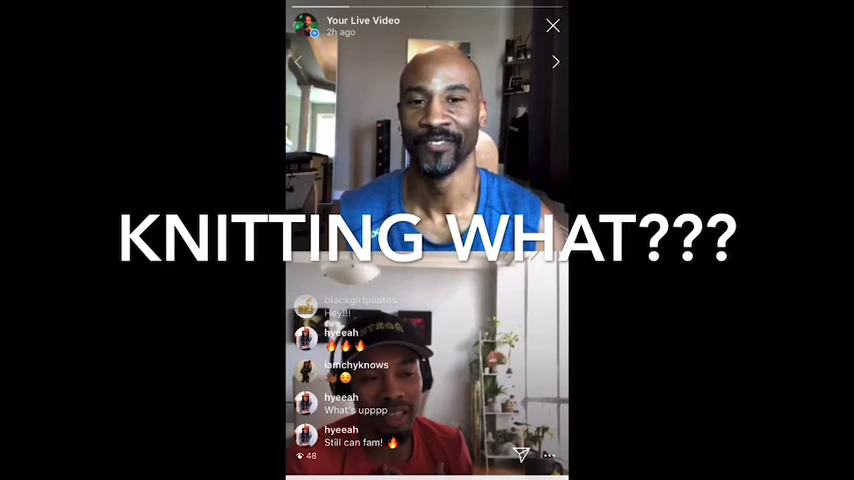 Your Live Video
2h ago
KNITTING WHAT???
blackgirlpilates
Hey!!!
hyeeah
🔥🔥🔥
iamchyknows
hyeeah
What's upppp
hyeeah
Still can fam! 🔥
48